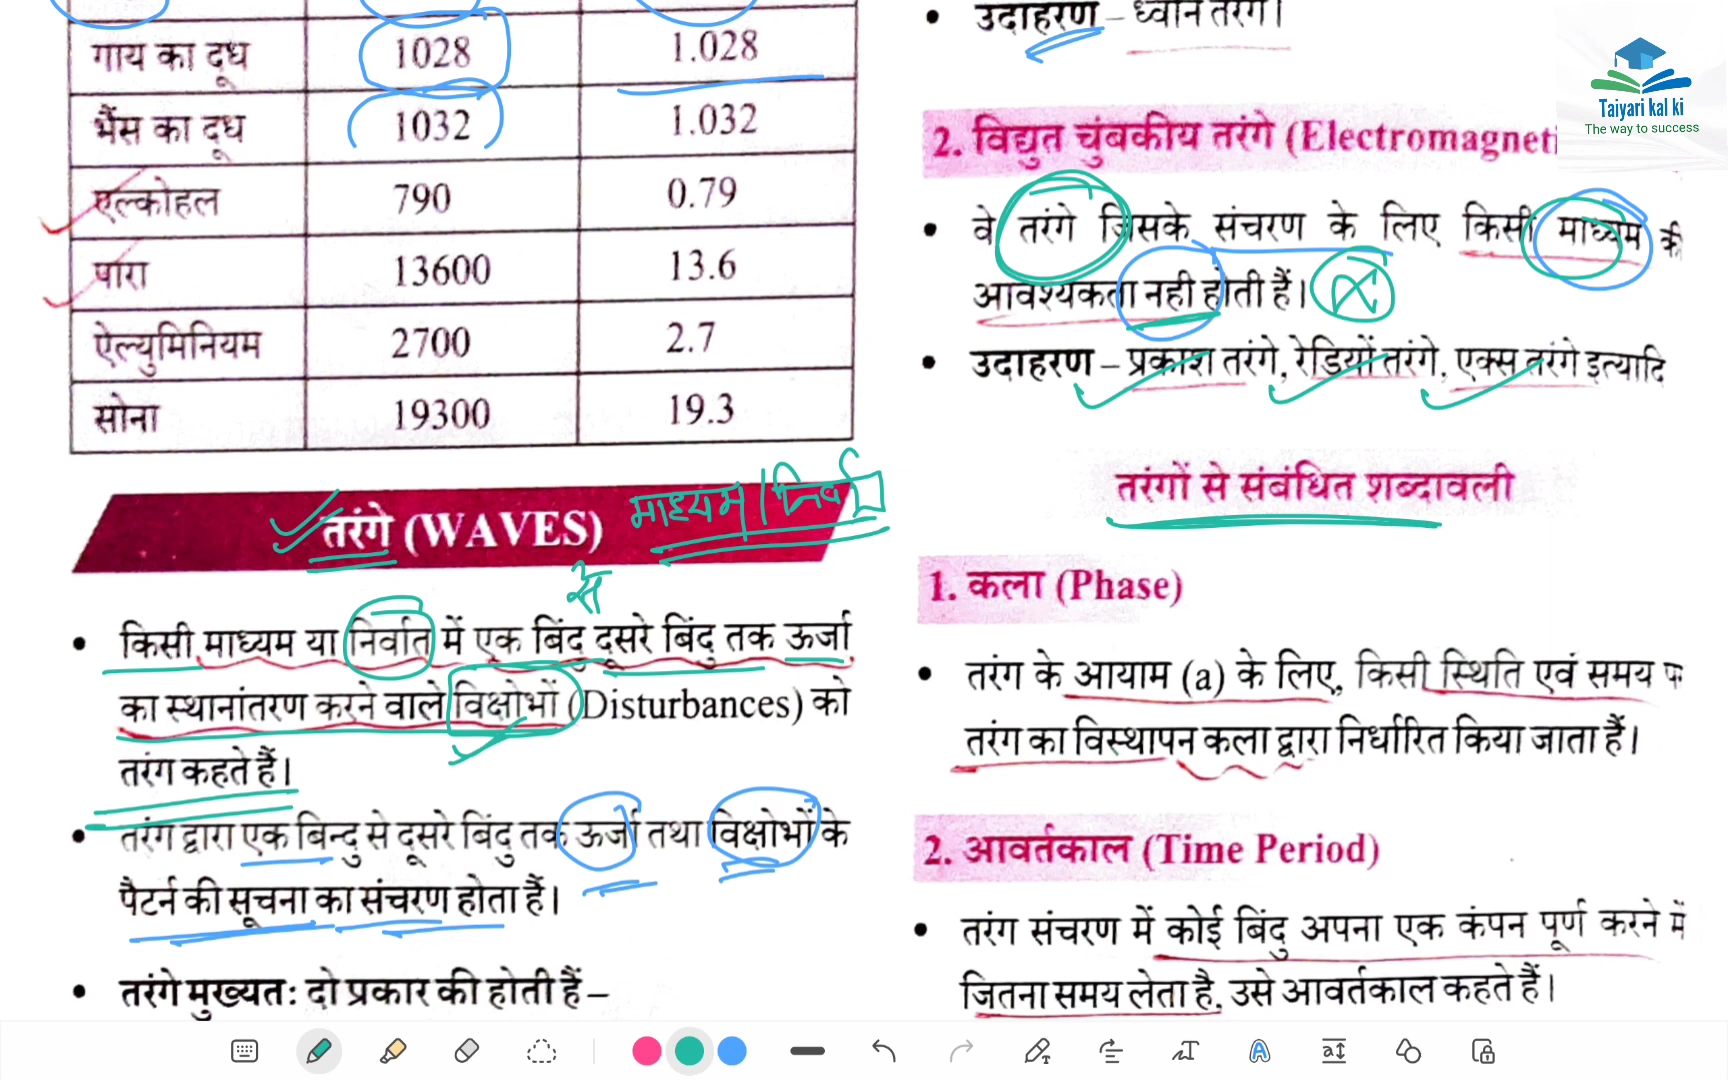 गाय का दूध 1028 1.028
भैंस का दूध 1032 1.032
एल्कोहल 790 0.79
पारा 13600 13.6
ऐल्युमिनियम 2700 2.7
सोना 19300 19.3
तरंगे (WAVES) माध्यम /
से
• किसी माध्यम या निर्वात में एक बिंदु दूसरे बिंदु तक ऊर्जा
का स्थानांतरण करने वाले विक्षोभों (Disturbances) को
तरंग कहते हैं।
• तरंग द्वारा एक बिन्दु से दूसरे बिंदु तक ऊर्जा तथा विक्षोभों के
पैटर्न की सूचना का संचरण होता हैं।
• तरंगे मुख्यतः दो प्रकार की होती हैं –
• उदाहरण – ध्वनि तरंग।
Taiyari kal ki
The way to success
2. विद्युत चुंबकीय तरंगे (Electromagneti
• वे तरंगे जिसके संचरण के लिए किसी माध्यम की
आवश्यकता नही होती हैं।
• उदाहरण – प्रकाश तरंगे, रेडियों तरंगे, एक्स तरंगे इत्यादि
तरंगों से संबंधित शब्दावली
1. कला (Phase)
• तरंग के आयाम (a) के लिए, किसी स्थिति एवं समय
तरंग का विस्थापन कला द्वारा निर्धारित किया जाता हैं।
2. आवर्तकाल (Time Period)
• तरंग संचरण में कोई बिंदु अपना एक कंपन पूर्ण करने में
जितना समय लेता है, उसे आवर्तकाल कहते हैं।